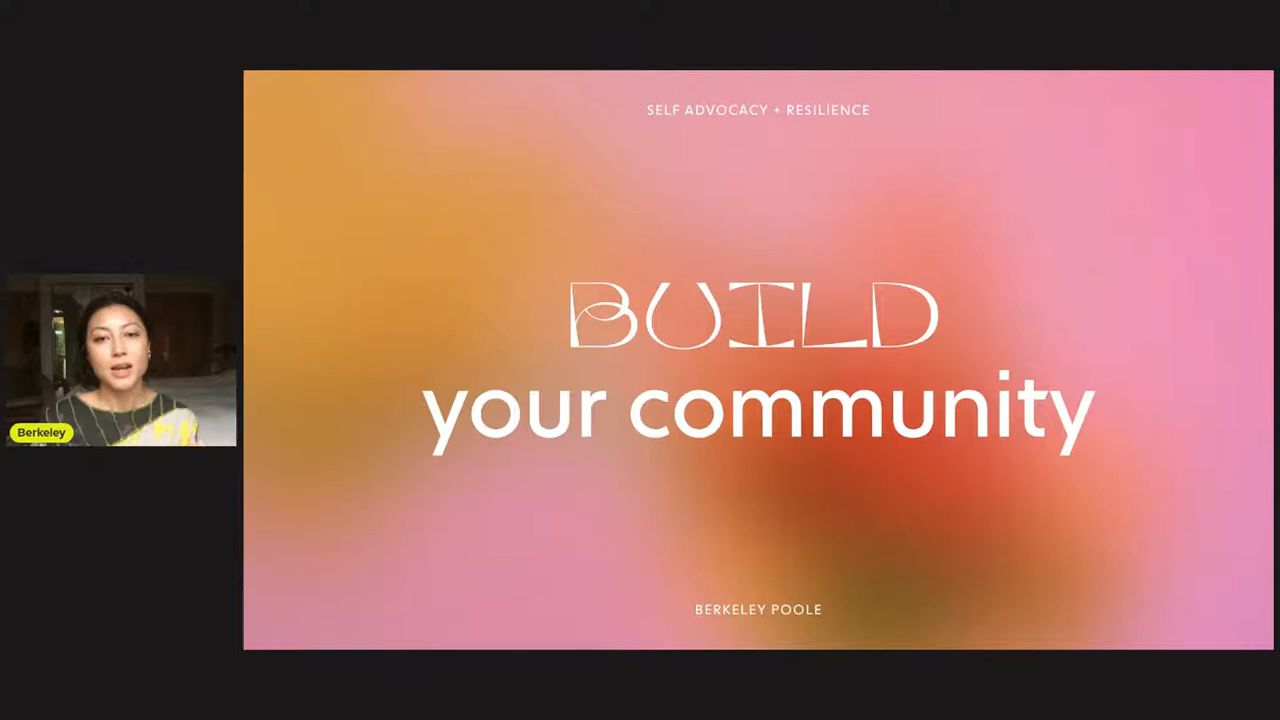 SELF ADVOCACY + RESILIENCE
BUILD
your community
Berkeley
BERKELEY POOLE